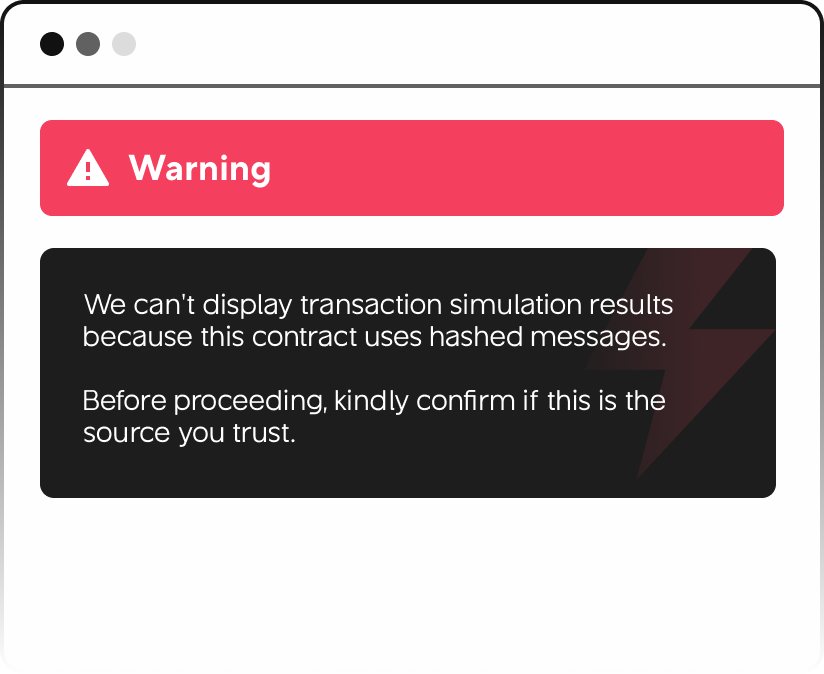 Warning
We can't display transaction simulation results
because this contract uses hashed messages.
Before proceeding, kindly confirm if this is the
source you trust.